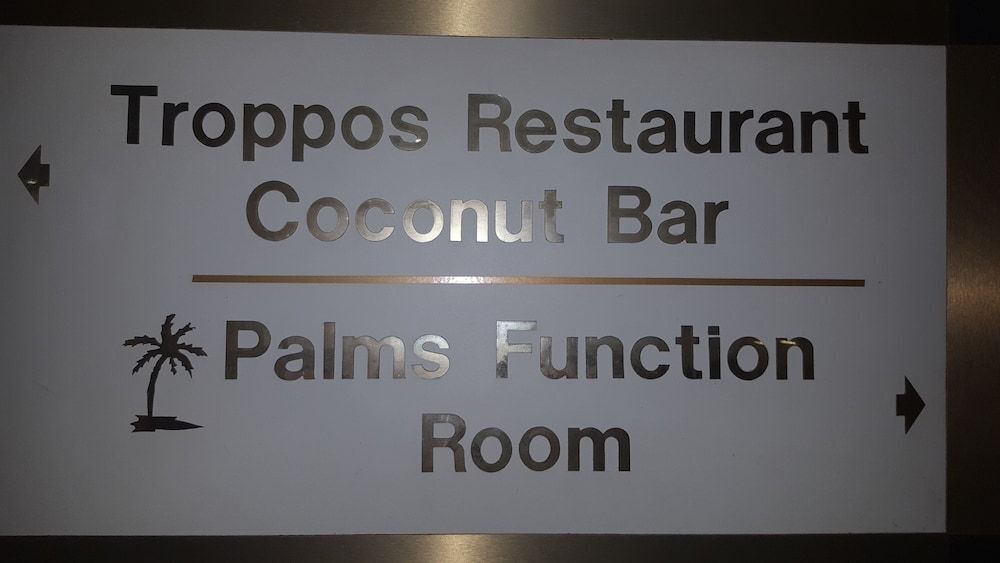 Troppos Restaurant
Coconut Bar
Palms Function
Room